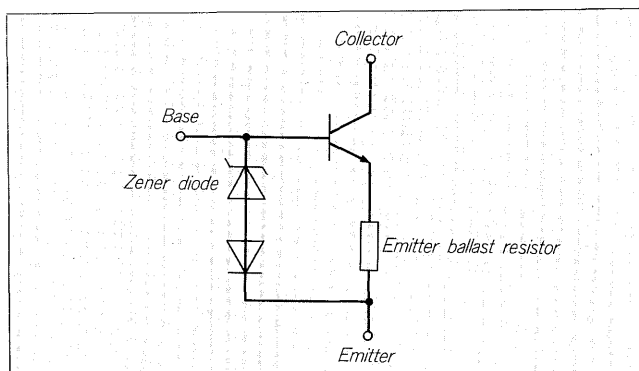 Collector
Base
Zener diode
Emitter ballast resistor
Emitter